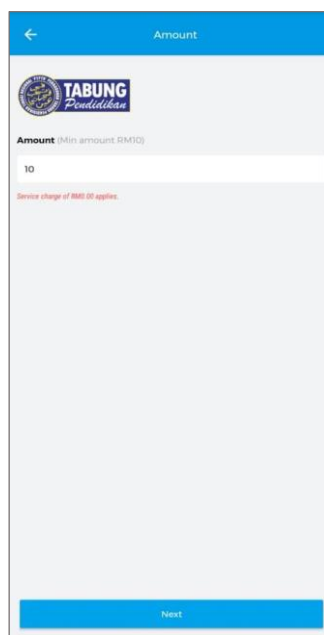 Amount
TABUNG
Pendidikan
Amount (Min amount RM10)
10
Service charge of RM0.00 applies.
Next